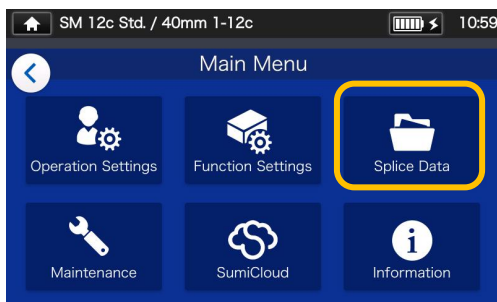 SM 12c Std. / 40mm 1-12c 10:59
Main Menu
Operation Settings Function Settings Splice Data
Maintenance SumiCloud Information